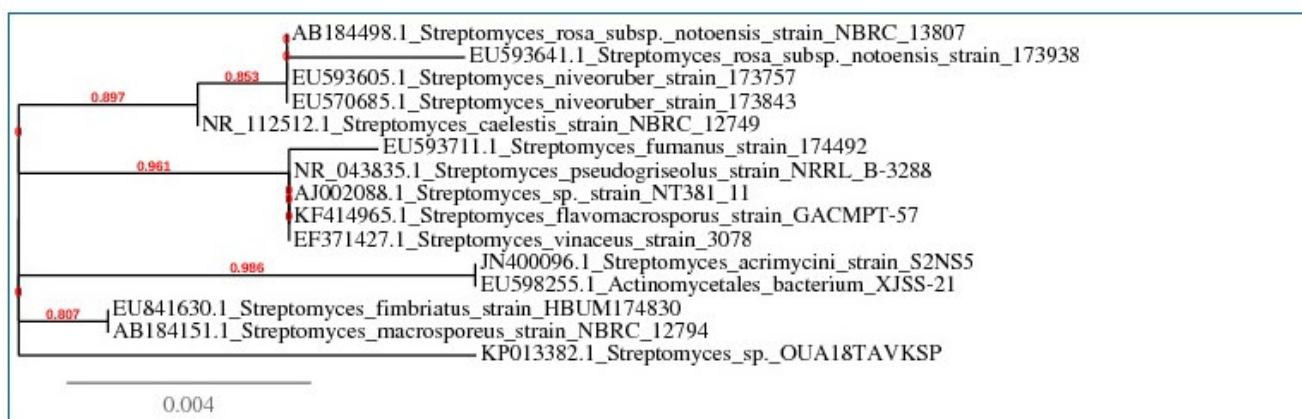 AB184498.1_Streptomyces_rosa_subsp._notoensis_strain_NBRC_13807
EU593641.1_Streptomyces_rosa_subsp._notoensis_strain_173938
0.853
EU593605.1_Streptomyces_niveoruber_strain_173757
0.897
EU570685.1_Streptomyces_niveoruber_strain_173843
NR_112512.1_Streptomyces_caelestis_strain_NBRC_12749
EU593711.1_Streptomyces_fumanus_strain_174492
0.961
NR_043835.1_Streptomyces_pseudogriseolus_strain_NRRL_B-3288
AJ002088.1_Streptomyces_sp._strain_NT381_11
KF414965.1_Streptomyces_flavomacrosporus_strain_GACMPT-57
EF371427.1_Streptomyces_vinaceus_strain_3078
0.986
JN400096.1_Streptomyces_acrimycini_strain_S2NS5
EU598255.1_Actinomycetales_bacterium_XJSS-21
0.807
EU841630.1_Streptomyces_fimbriatus_strain_HBUM174830
AB184151.1_Streptomyces_macrosporeus_strain_NBRC_12794
KP013382.1_Streptomyces_sp._OUA18TAVKSP
0.004